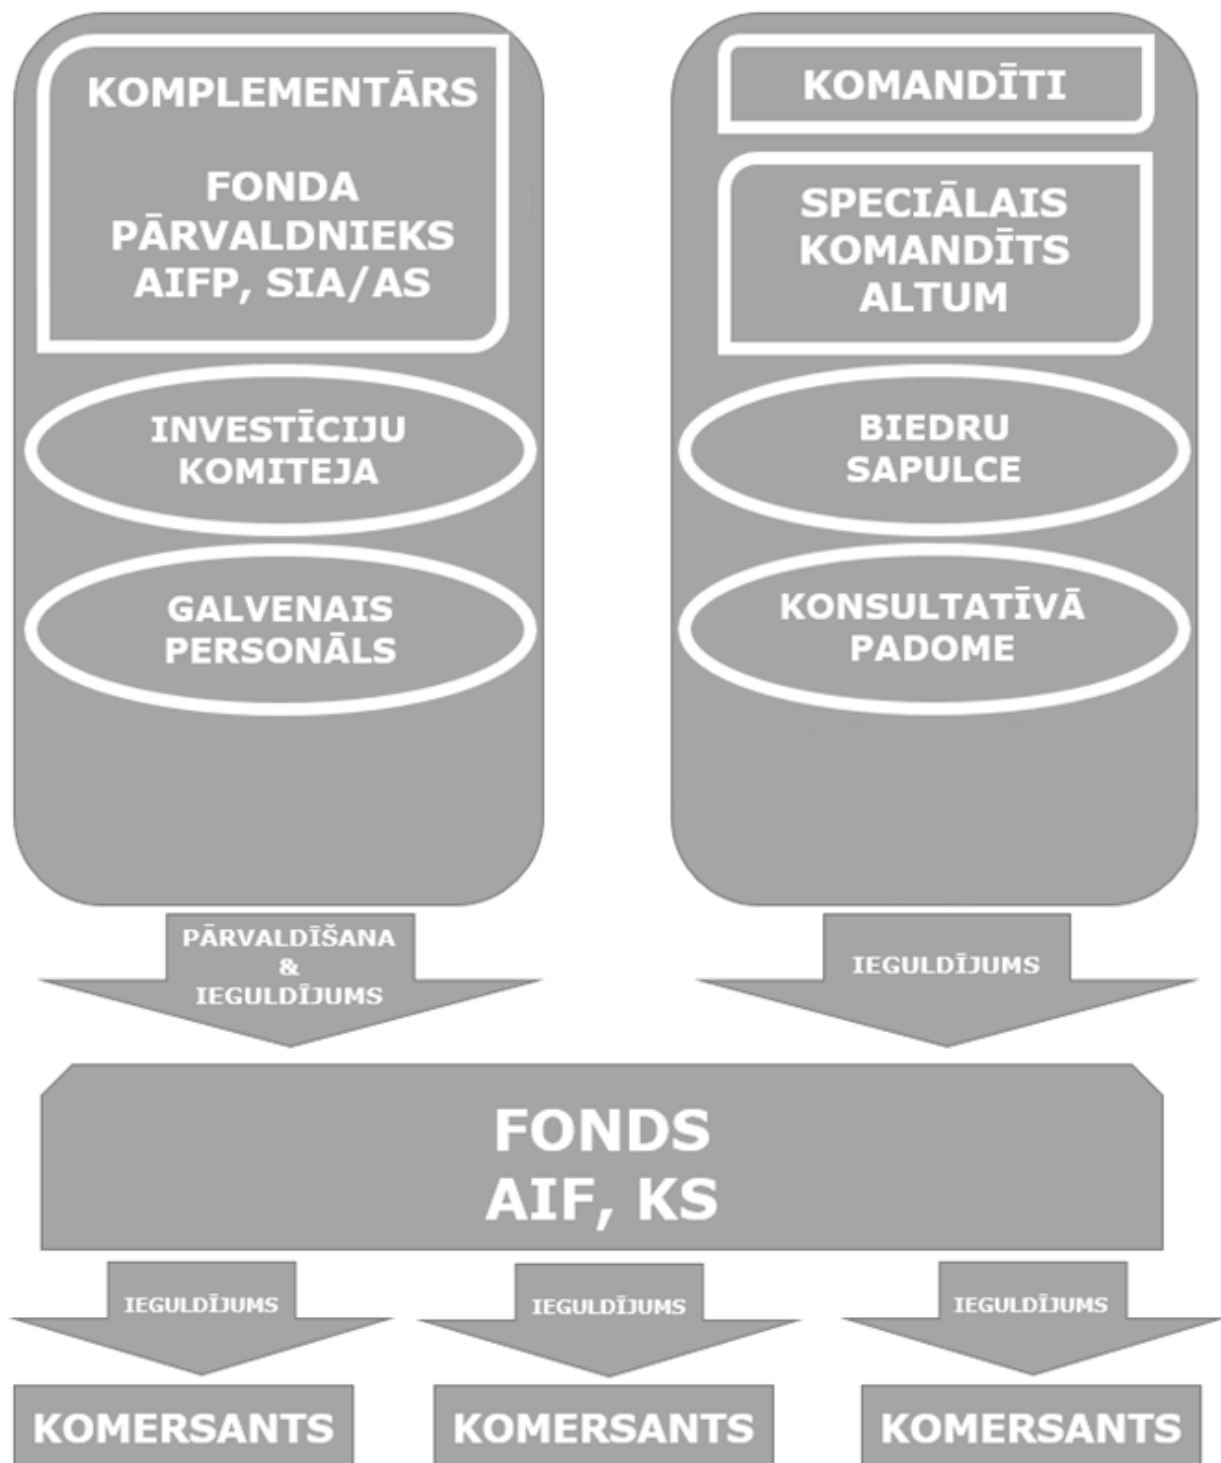 KOMPLEMENTĀRS
FONDA
PĀRVALDNIEKS
AIFP, SIA/AS
INVESTĪCIJU
KOMITEJA
GALVENAIS
PERSONĀLS
KOMANDĪTI
SPECIĀLAIS
KOMANDĪTS
ALTUM
BIEDRU
SAPULCE
KONSULTATĪVĀ
PADOME
PĀRVALDĪŠANA
&
IEGULDĪJUMS
IEGULDĪJUMS
FONDS
AIF, KS
IEGULDĪJUMS
IEGULDĪJUMS
IEGULDĪJUMS
KOMERSANTS
KOMERSANTS
KOMERSANTS